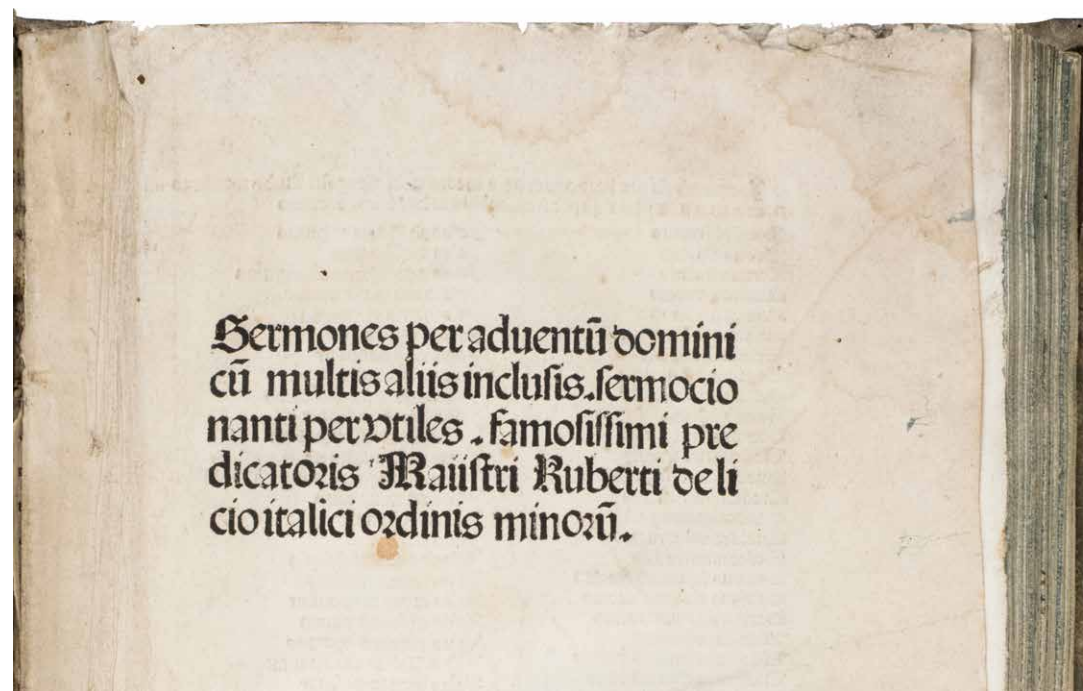 Sermones per aduentū domini
cū multis aliis inclusis.sermocio
nanti per vtiles . famosissimi pre
dicatoris Maiistri Ruberti de li
cio italici ordinis minorū.